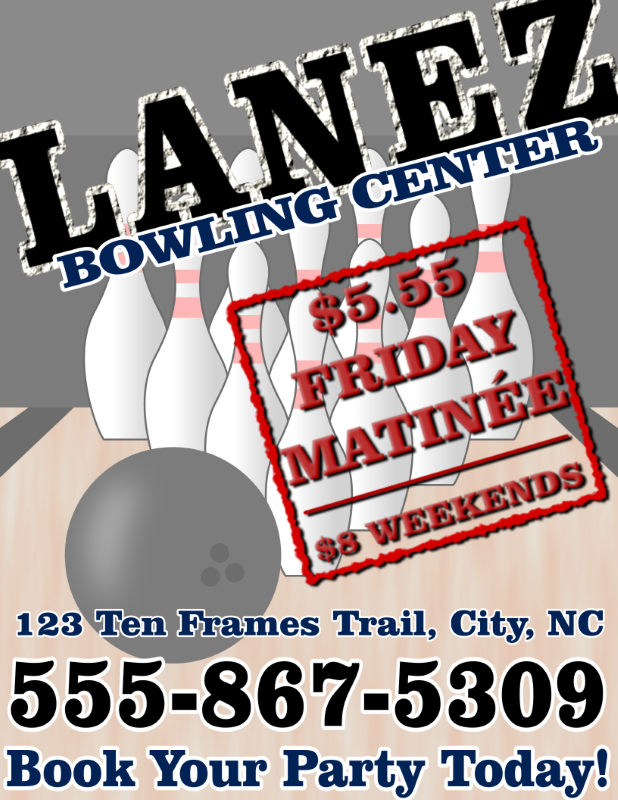 LANEZ
BOWLING CENTER
$5.55
FRIDAY
MATINÉE
$8 WEEKENDS
123 Ten Frames Trail, City, NC
555-867-5309
Book Your Party Today!